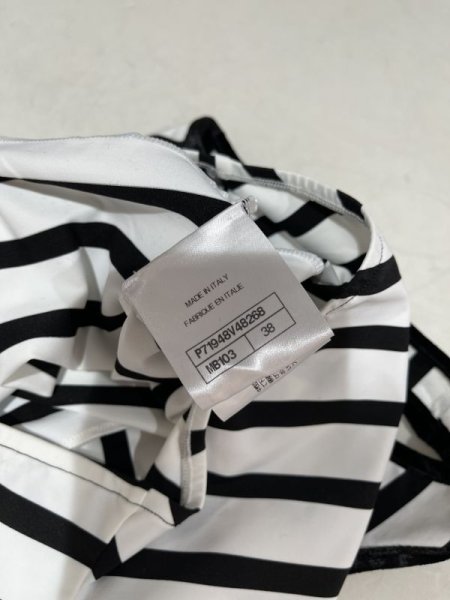 MADE IN ITALY
FABRIQUE EN ITALIE
P71948V48268
MB103 38